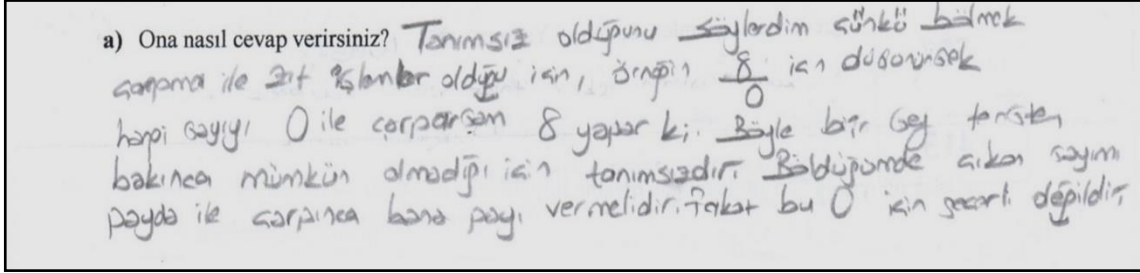 a) Ona nasıl cevap verirsiniz? Tanımsız olduğunu söylerdim çünkü bölmek
çarpma ile zıt işlemler olduğu için, örneğin 8/0 için düşünürsek
hangi sayıyı 0 ile çarparsam 8 yapar ki. Böyle bir şey tersten
bakınca mümkün olmadığı için tanımsızdır. Böldüğümde çıkan sayım
payda ile çarpınca bana payı vermelidir. Fakat bu 0 için geçerli değildir.